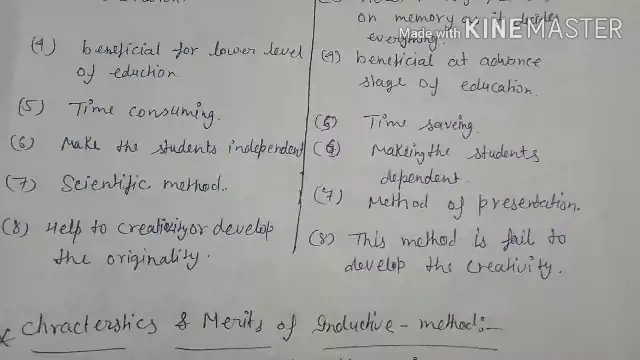 on memory
everything.
Made with KINEMASTER
(4) beneficial for lower level
of eduction.
(5) Time consuming.
(6) Make the students independent
(7) Scientific method.
(8) Help to creativity or develop
the originality.
(4) beneficial at advance
stage of education.
(5) Time saveing.
(6) Makeing the students
dependent.
(7) Method of presentation.
(8) This method is fail to
develop the creativity.
Chracterstics & Merits of Inductive-method:-